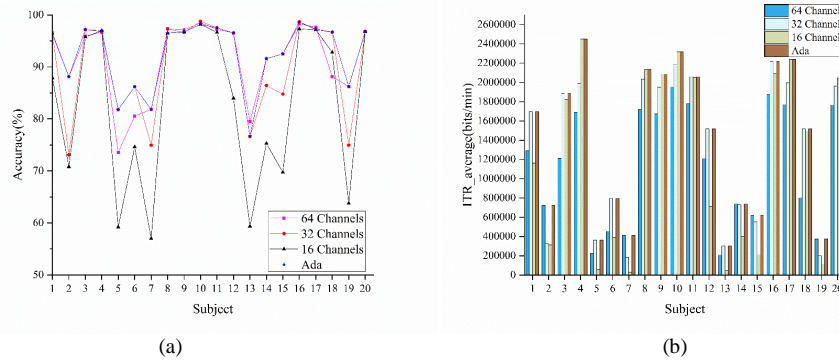 100
90
80
70
60
50
Accuracy(%)
64 Channels
32 Channels
16 Channels
Ada
1 2 3 4 5 6 7 8 9 10 11 12 13 14 15 16 17 18 19 20
Subject
(a)
2600000
2400000
2200000
2000000
1800000
1600000
1400000
1200000
1000000
800000
600000
400000
200000
0
ITR_average(bits/min)
64 Channel
32 Channel
16 Channel
Ada
1 2 3 4 5 6 7 8 9 10 11 12 13 14 15 16 17 18 19 20
Subject
(b)